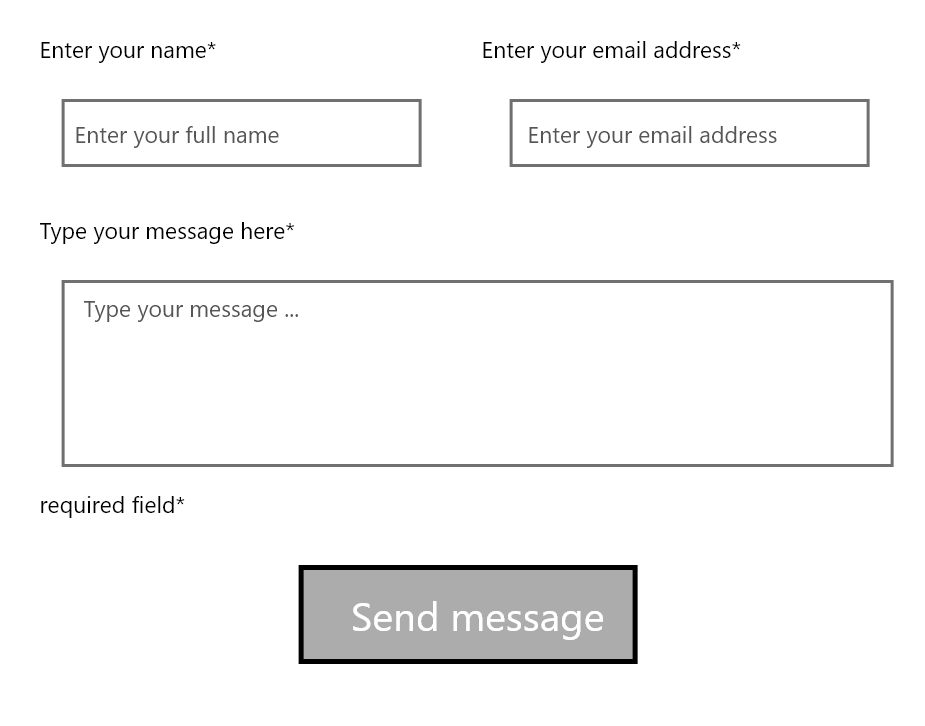 Enter your name*
Enter your email address*
Enter your full name
Enter your email address
Type your message here*
Type your message ...
required field*
Send message